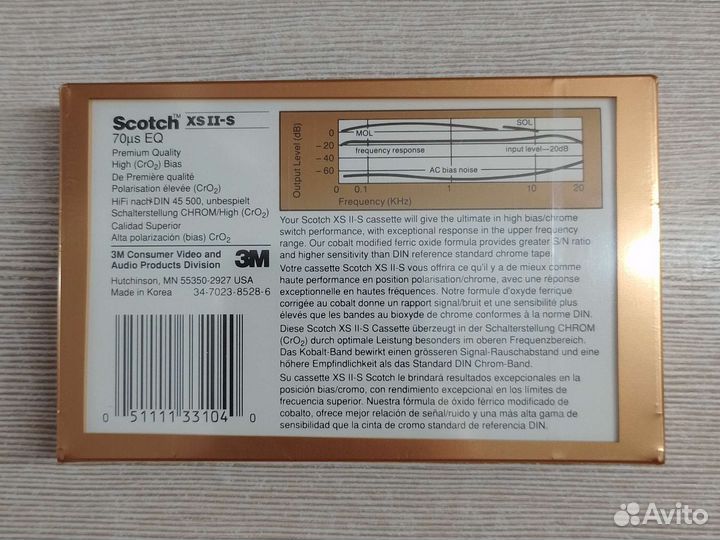 Scotch™ XS II-S
70µs EQ
Premium Quality
High (CrO2) Bias
De Première qualité
Polarisation élevée (CrO2)
HiFi nach DIN 45 500, unbespielt
Schalterstellung CHROM/High (CrO2)
Calidad Superior
Alta polarización (bias) CrO2
3M Consumer Video and
Audio Products Division
3M
Hutchinson, MN 55350-2927 USA
Made in Korea 34-7023-8528-6
0 51111 33104 0
Output Level (dB)
0
-20
-40
-60
MOL
SOL
frequency response
input level—20dB
AC bias noise
0 0.1 1 10 20
Frequency (KHz)
Your Scotch XS II-S cassette will give the ultimate in high bias/chrome
switch performance, with exceptional response in the upper frequency
range. Our cobalt modified ferric oxide formula provides greater S/N ratio
and higher sensitivity than DIN reference standard chrome tape.
Votre cassette Scotch XS II-S vous offrira ce qu'il y a de mieux comme
haute performance en position polarisation/chrome, avec une réponse
exceptionnelle en hautes fréquences. Notre formule d'oxyde ferrique
corrigée au cobalt donne un rapport signal/bruit et une sensibilité plus
élevés que les bandes au bioxyde de chrome conformes à la norme DIN.
Diese Scotch XS II-S Cassette überzeugt in der Schalterstellung CHROM
(CrO2) durch optimale Leistung besonders im oberen Frequenzbereich.
Das Kobalt-Band bewirkt einen grösseren Signal-Rauschabstand und eine
höhere Empfindlichkeit als das Standard DIN Chrom-Band.
Su cassette XS II-S Scotch le brindará resultados excepcionales en la
posición bias/cromo, con rendimiento excepcional en los límites de
frecuencia superior. Nuestra fórmula de óxido férrico modificado de
cobalto, ofrece mejor relación de señal/ruido y una más alta gama de
sensibilidad que la cinta de cromo standard de referencia DIN.
Avito